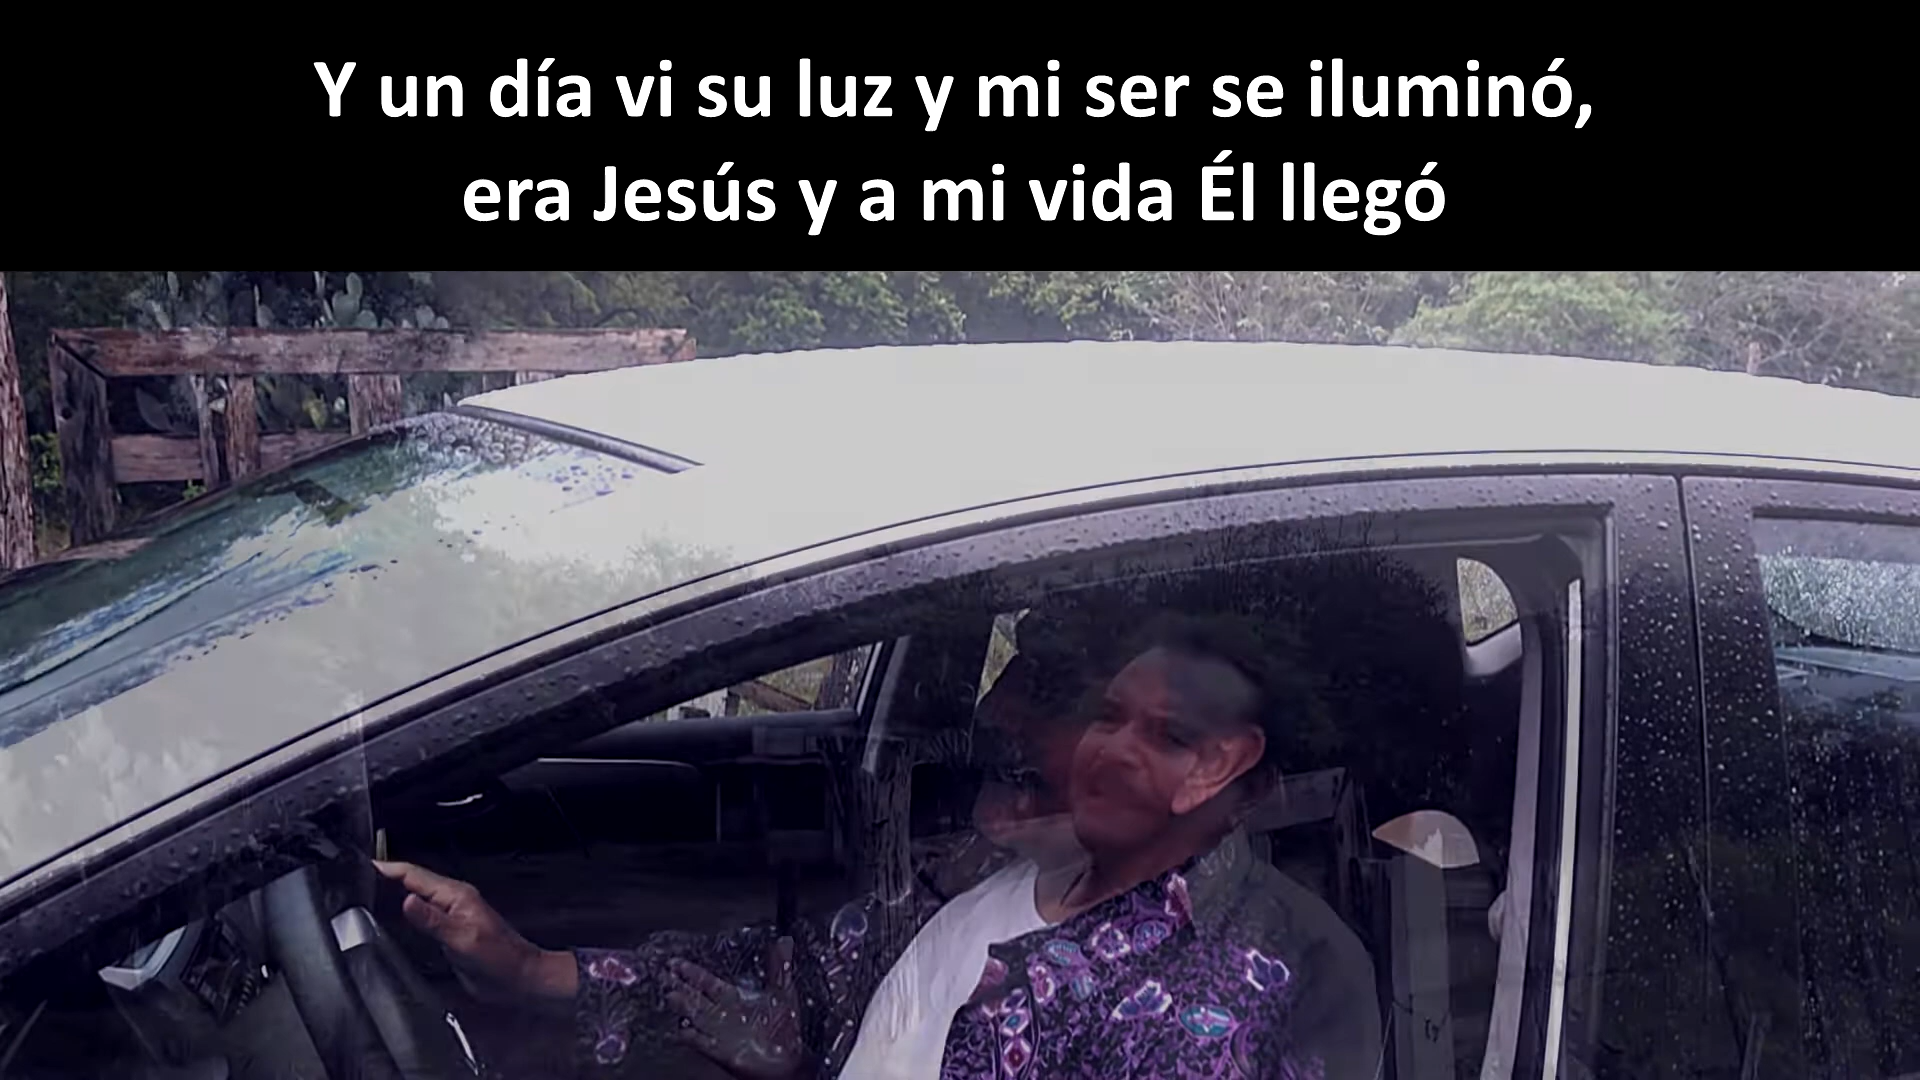 Y un día vi su luz y mi ser se iluminó,
era Jesús y a mi vida Él llegó